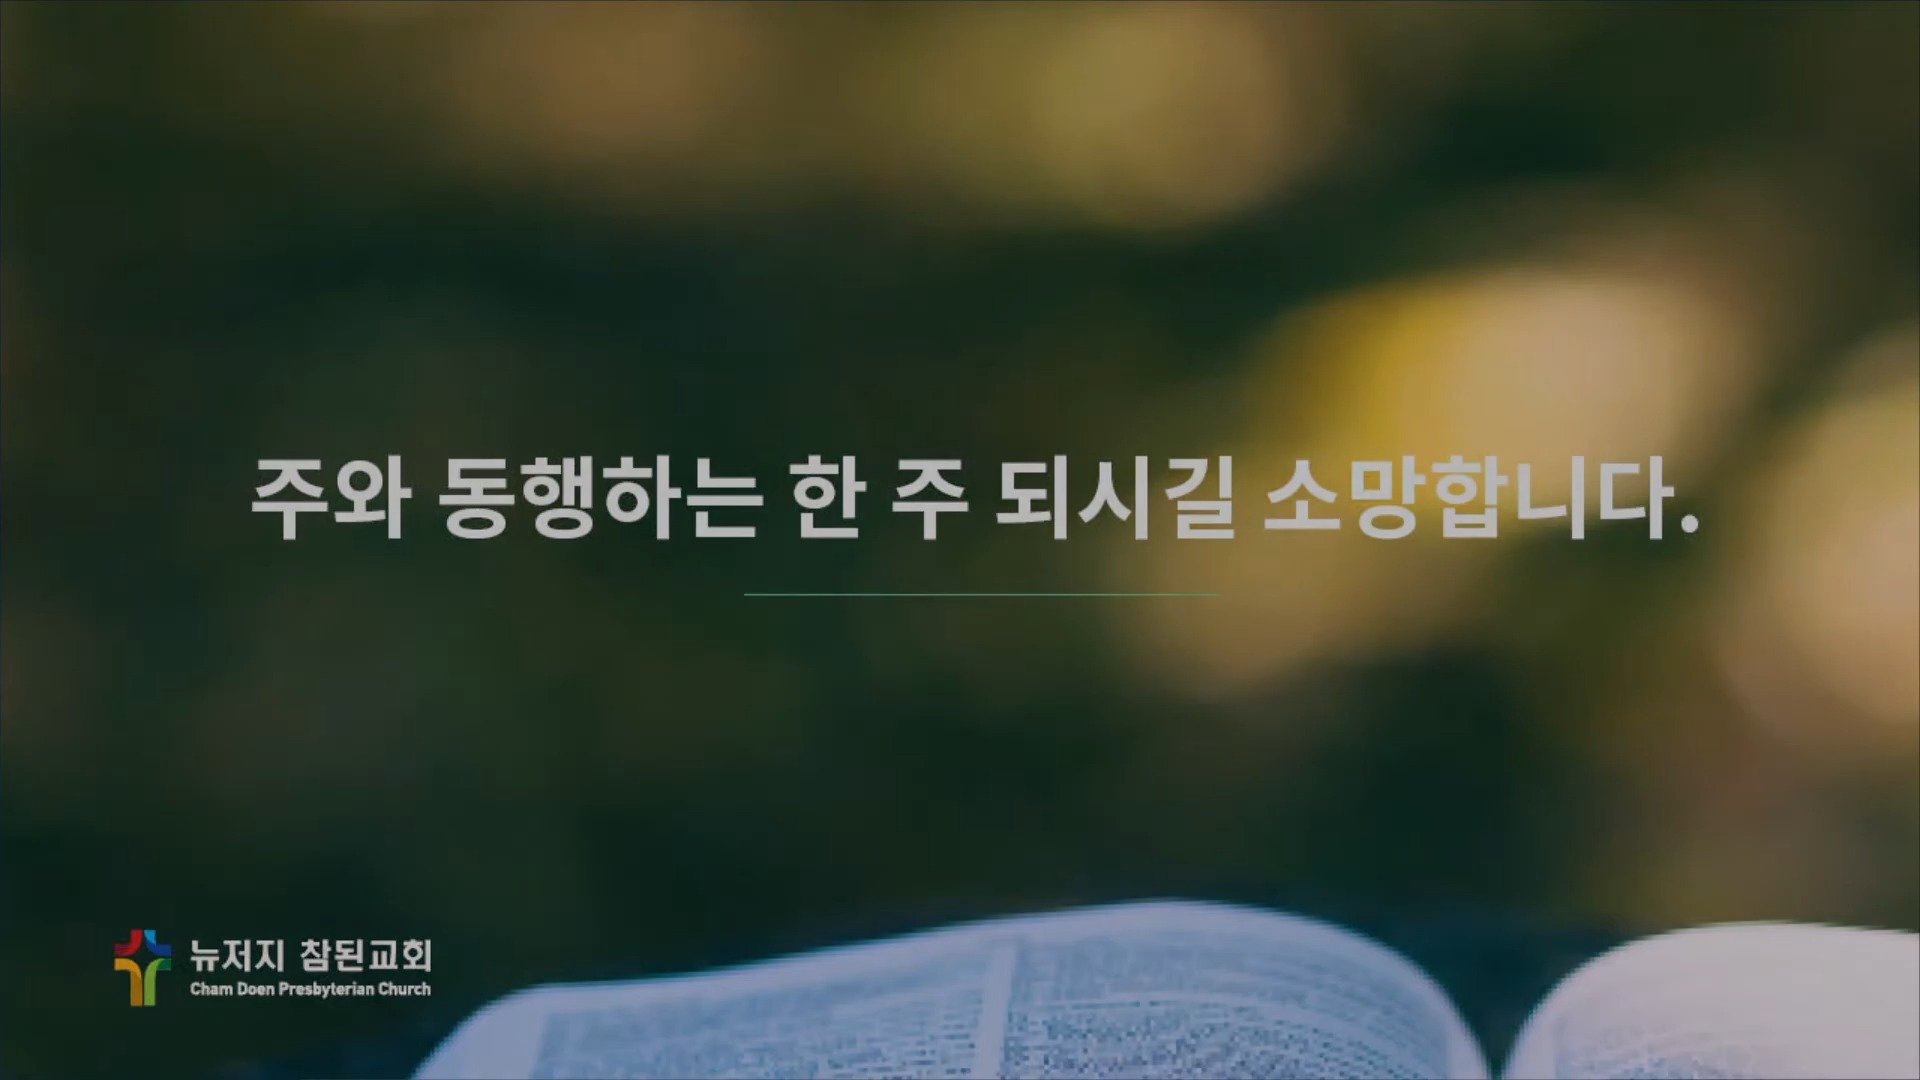 주와 동행하는 한 주 되시길 소망합니다.
뉴저지 참된교회
Cham Doen Presbyterian Church